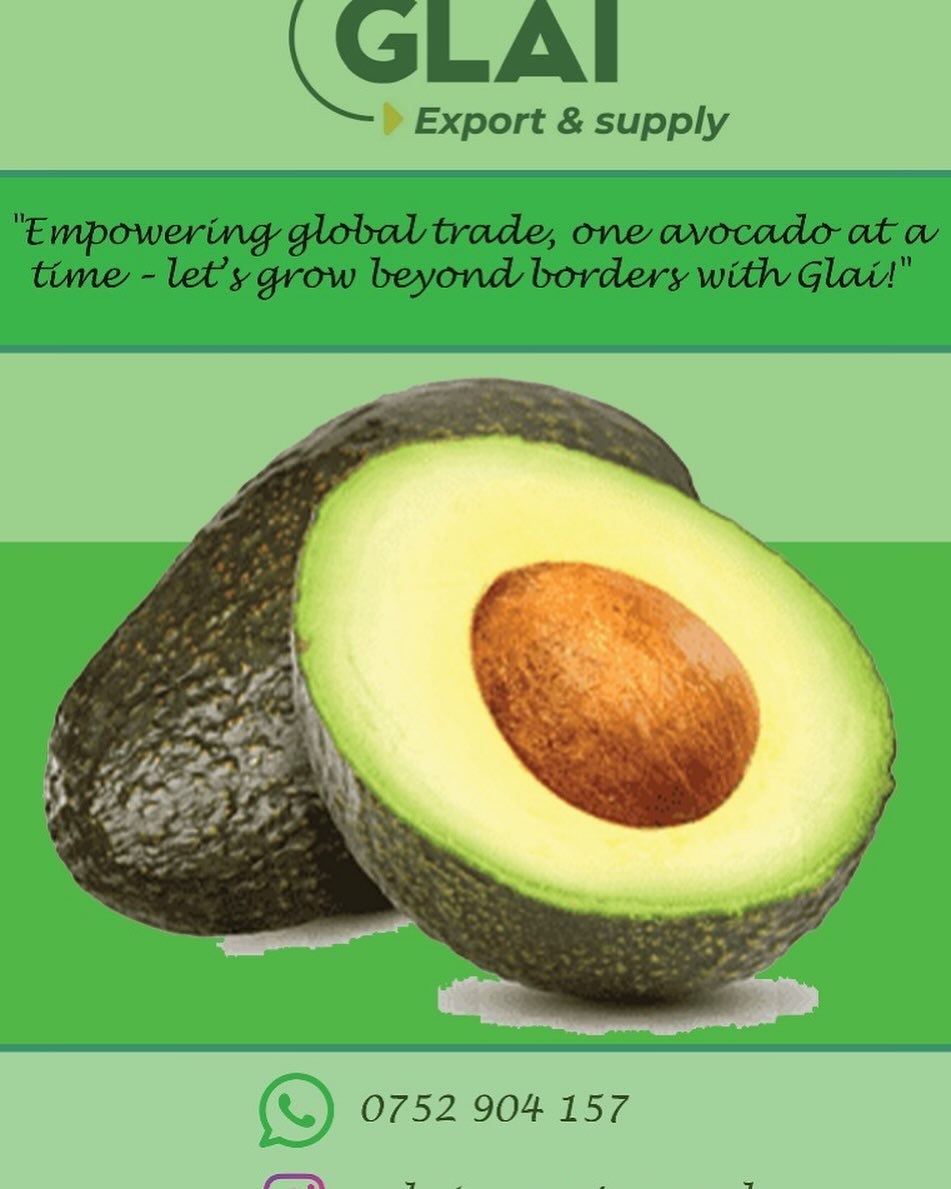 GLAI
Export & supply
"Empowering global trade, one avocado at a
time – let's grow beyond borders with Glai!"
0752 904 157